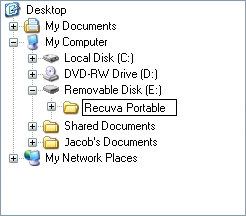 Desktop
My Documents
My Computer
Local Disk (C:)
DVD-RW Drive (D:)
Removable Disk (E:)
Recuva Portable
Shared Documents
Jacob's Documents
My Network Places